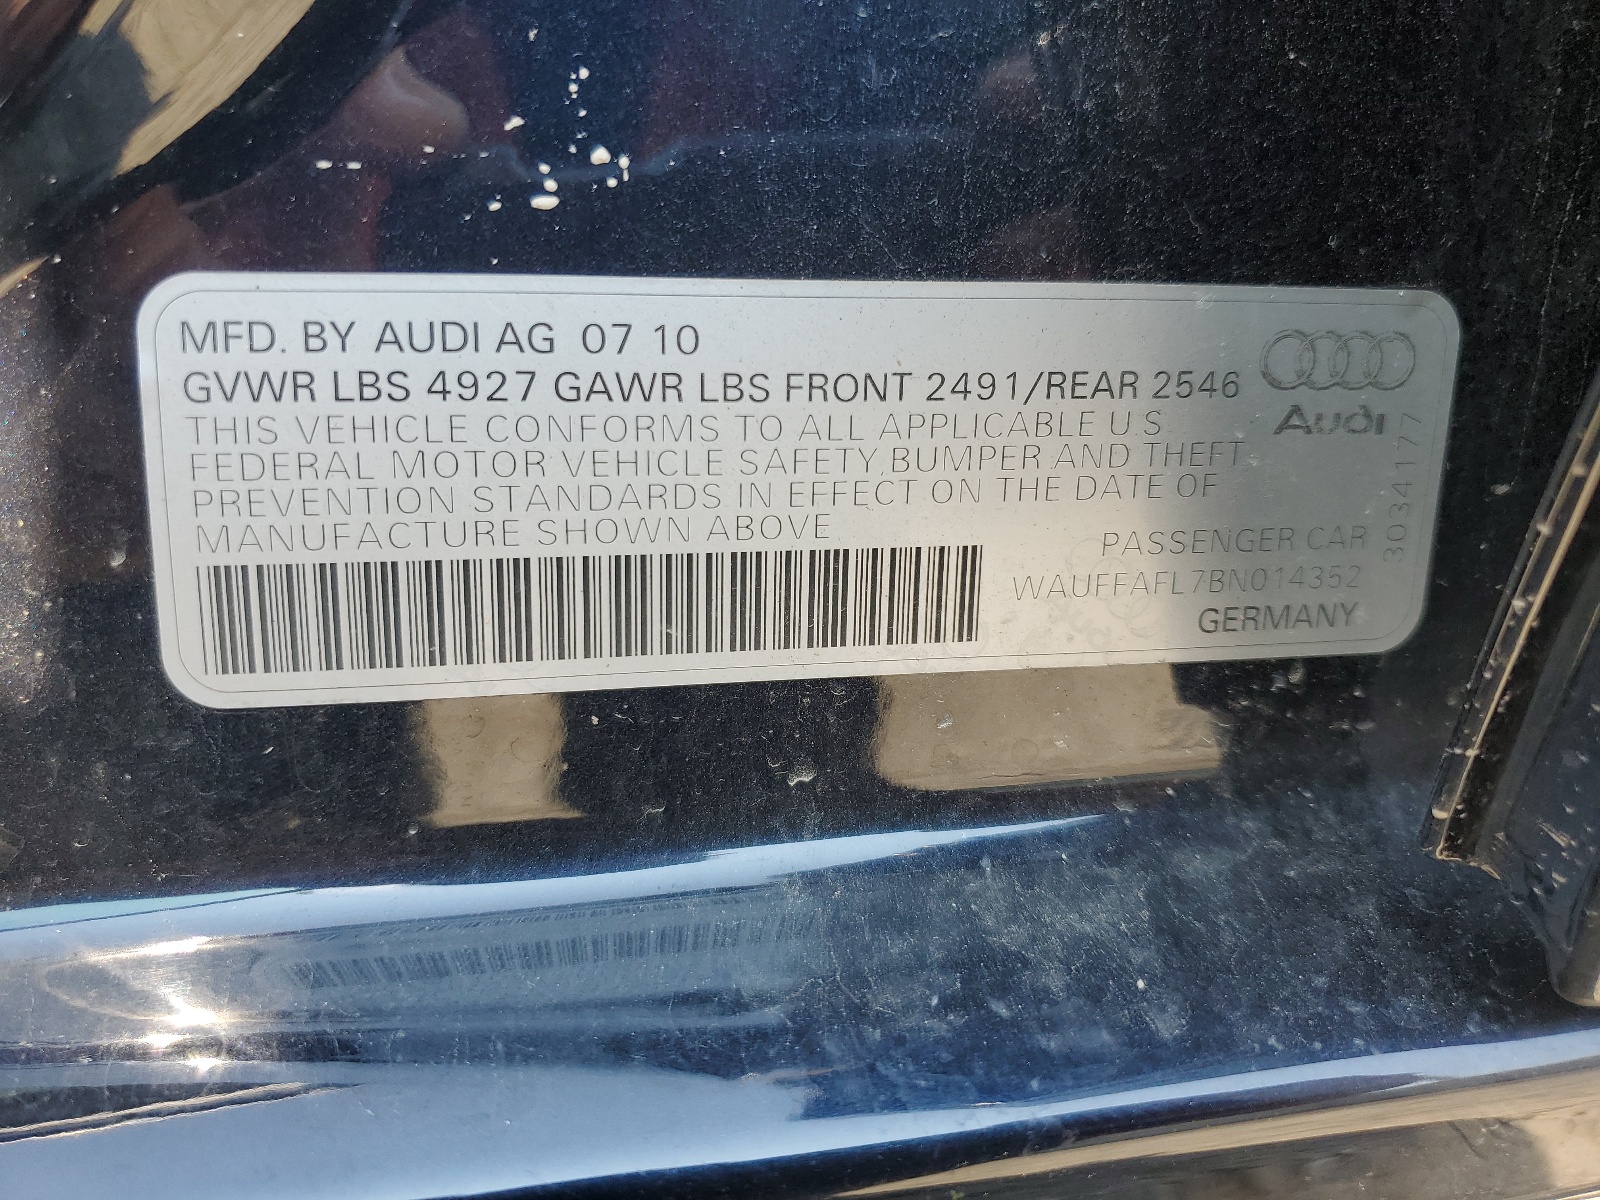 MFD. BY AUDI AG 07 10
GVWR LBS 4927 GAWR LBS FRONT 2491/REAR 2546
THIS VEHICLE CONFORMS TO ALL APPLICABLE U.S.
FEDERAL MOTOR VEHICLE SAFETY, BUMPER AND THEFT
PREVENTION STANDARDS IN EFFECT ON THE DATE OF
MANUFACTURE SHOWN ABOVE
Audi
PASSENGER CAR
WAUFFAFL7BN014352
GERMANY
3034177